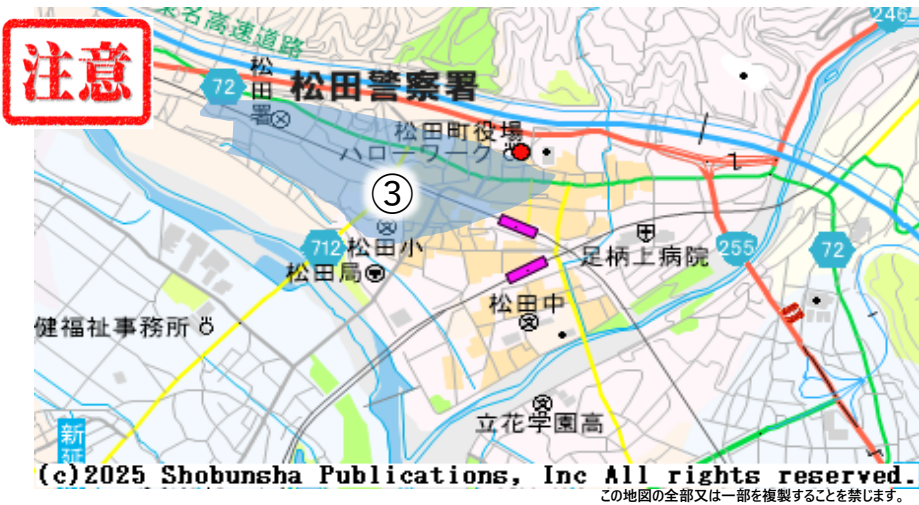 東名高速道路
246
注意
72
松田署
松田警察署
松田町役場
ハローワーク
③
712
松田小
松田局
足柄上病院
255
72
松田中
健福祉事務所
立花学園高
新延
(c)2025 Shobunsha Publications, Inc All rights reserved.
この地図の全部又は一部を複製することを禁じます。